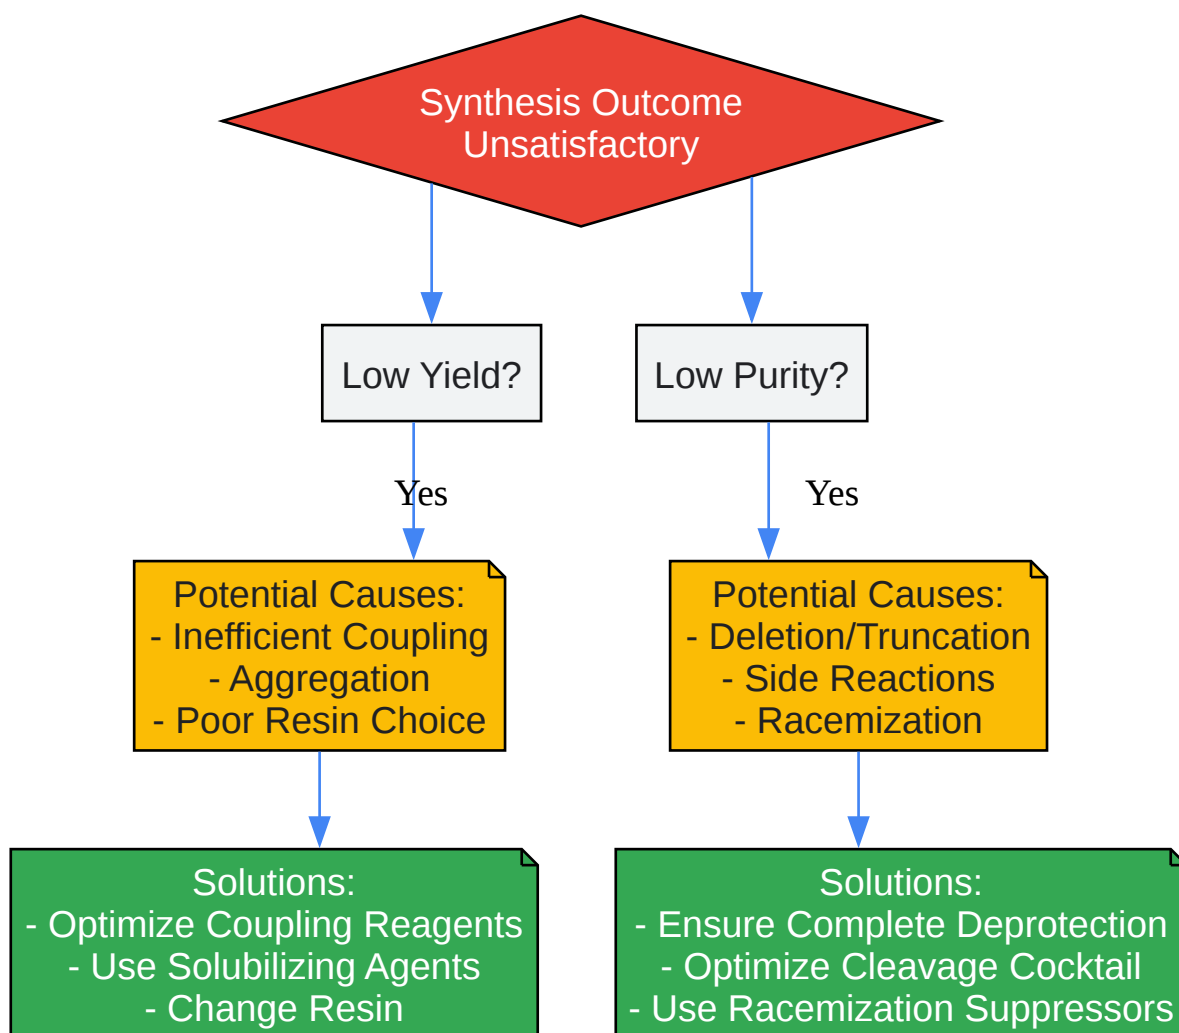 Synthesis Outcome
Unsatisfactory
Low Yield?
Low Purity?
Yes
Yes
Potential Causes:
- Inefficient Coupling
- Aggregation
- Poor Resin Choice
Potential Causes:
- Deletion/Truncation
- Side Reactions
- Racemization
Solutions:
- Optimize Coupling Reagents
- Use Solubilizing Agents
- Change Resin
Solutions:
- Ensure Complete Deprotection
- Optimize Cleavage Cocktail
- Use Racemization Suppressors